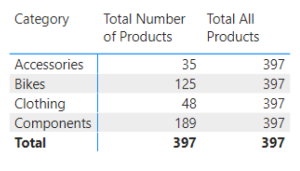 Category Total Number of Products Total All Products
Accessories 35 397
Bikes 125 397
Clothing 48 397
Components 189 397
Total 397 397